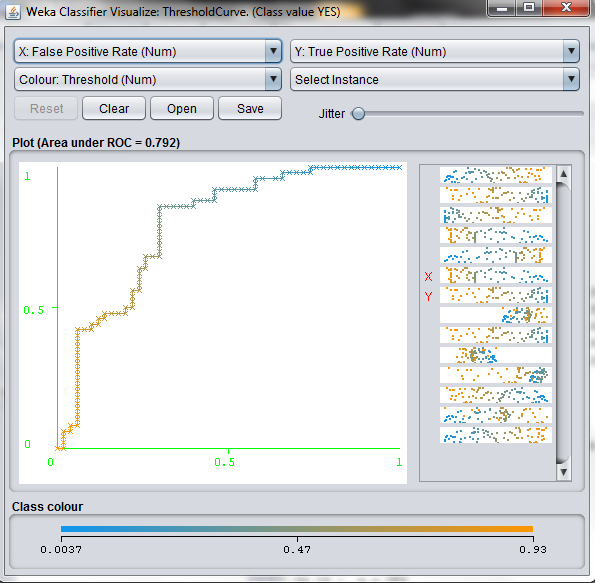 Weka Classifier Visualize: ThresholdCurve. (Class value YES)
X: False Positive Rate (Num) Y: True Positive Rate (Num)
Colour: Threshold (Num) Select Instance
Reset Clear Open Save Jitter
Plot (Area under ROC = 0.792)
1
X
Y
0.5
0
0 0.5 1
Class colour
0.0037 0.47 0.93